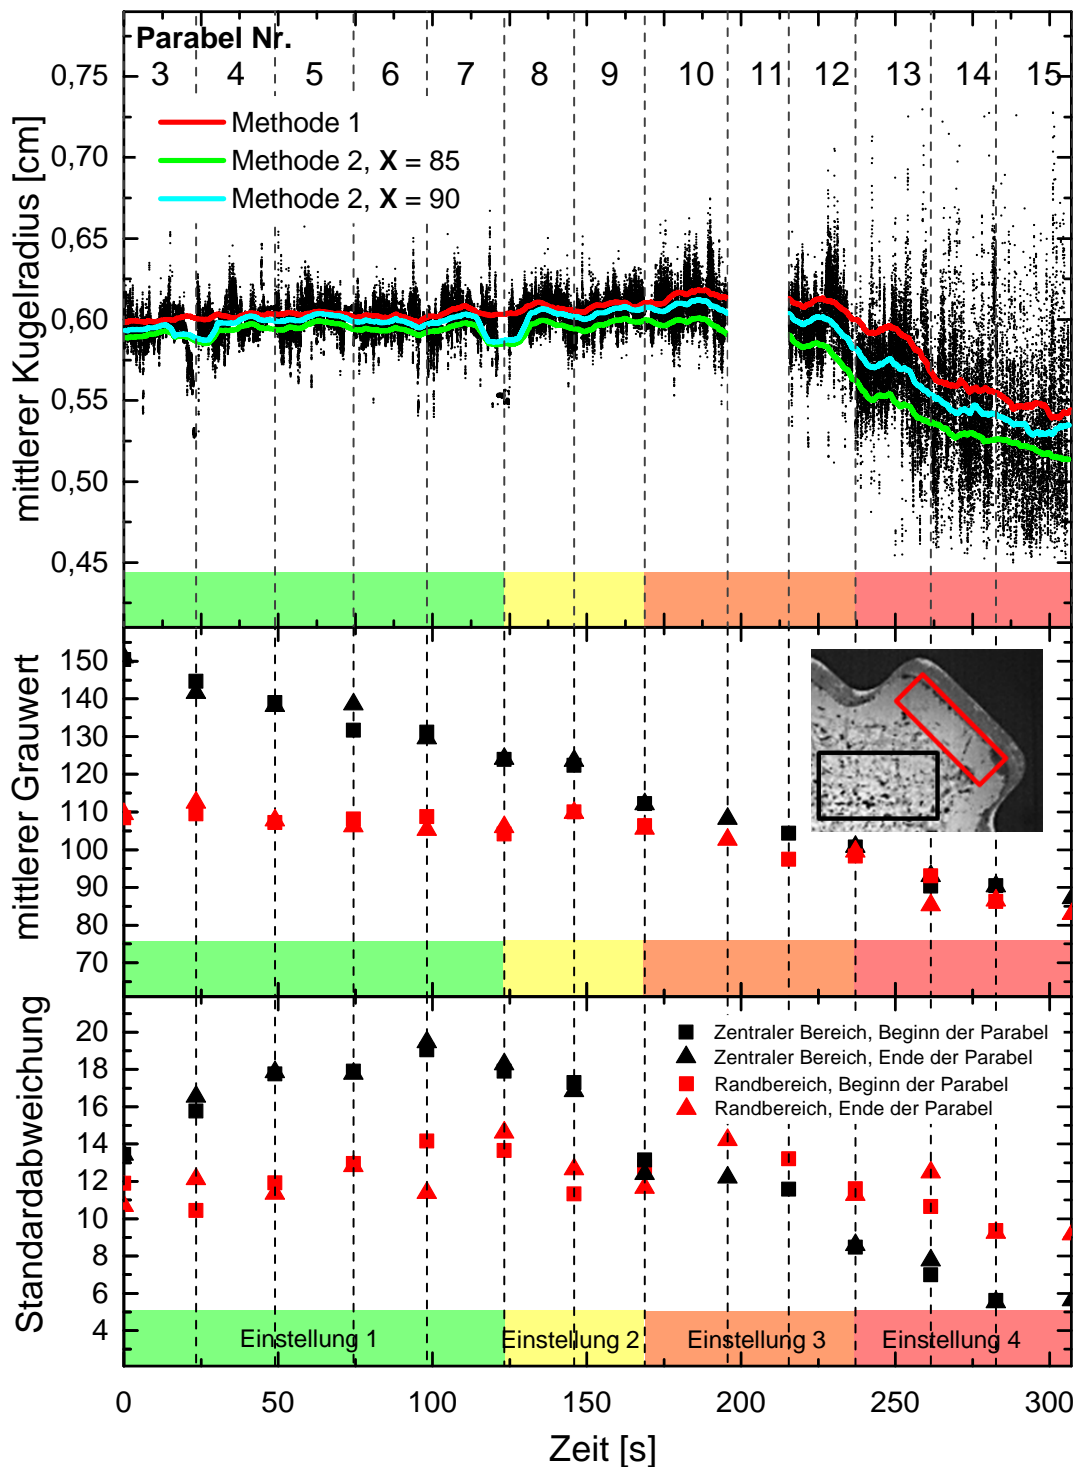 Parabel Nr.
3 4 5 6 7 8 9 10 11 12 13 14 15
Methode 1
Methode 2, X = 85
Methode 2, X = 90
mittlerer Kugelradius [cm]
0,75
0,70
0,65
0,60
0,55
0,50
0,45
mittlerer Grauwert
150
140
130
120
110
100
90
80
70
Standardabweichung
20
18
16
14
12
10
8
6
4
Zentraler Bereich, Beginn der Parabel
Zentraler Bereich, Ende der Parabel
Randbereich, Beginn der Parabel
Randbereich, Ende der Parabel
Einstellung 1 Einstellung 2 Einstellung 3 Einstellung 4
0 50 100 150 200 250 300
Zeit [s]